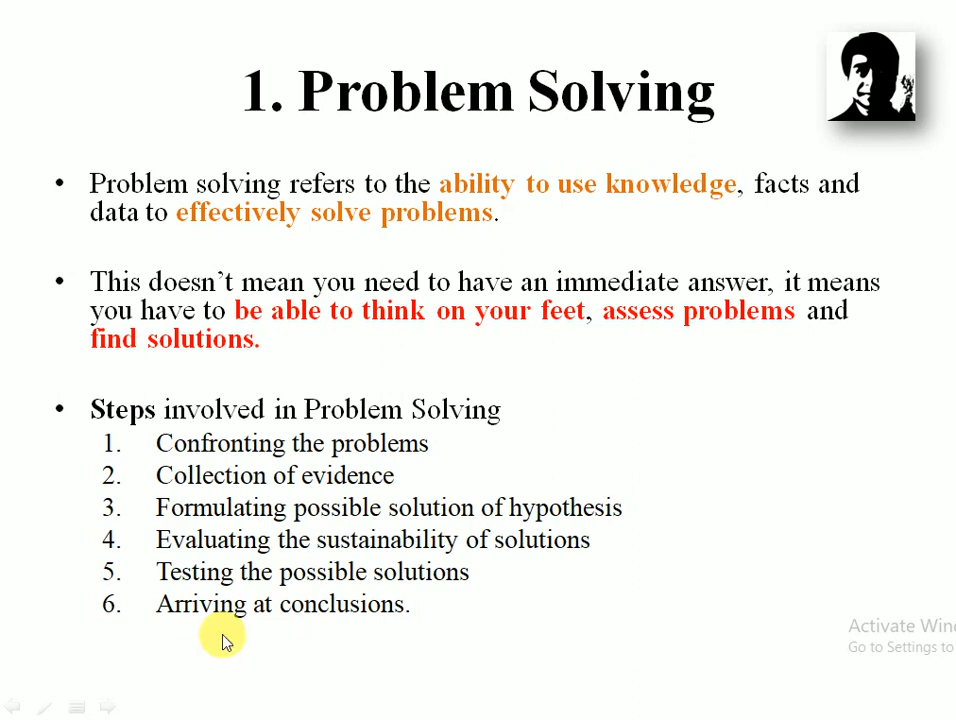 1. Problem Solving
• Problem solving refers to the ability to use knowledge, facts and
data to effectively solve problems.
• This doesn’t mean you need to have an immediate answer, it means
you have to be able to think on your feet, assess problems and
find solutions.
• Steps involved in Problem Solving
1. Confronting the problems
2. Collection of evidence
3. Formulating possible solution of hypothesis
4. Evaluating the sustainability of solutions
5. Testing the possible solutions
6. Arriving at conclusions.
Activate Win
Go to Settings to